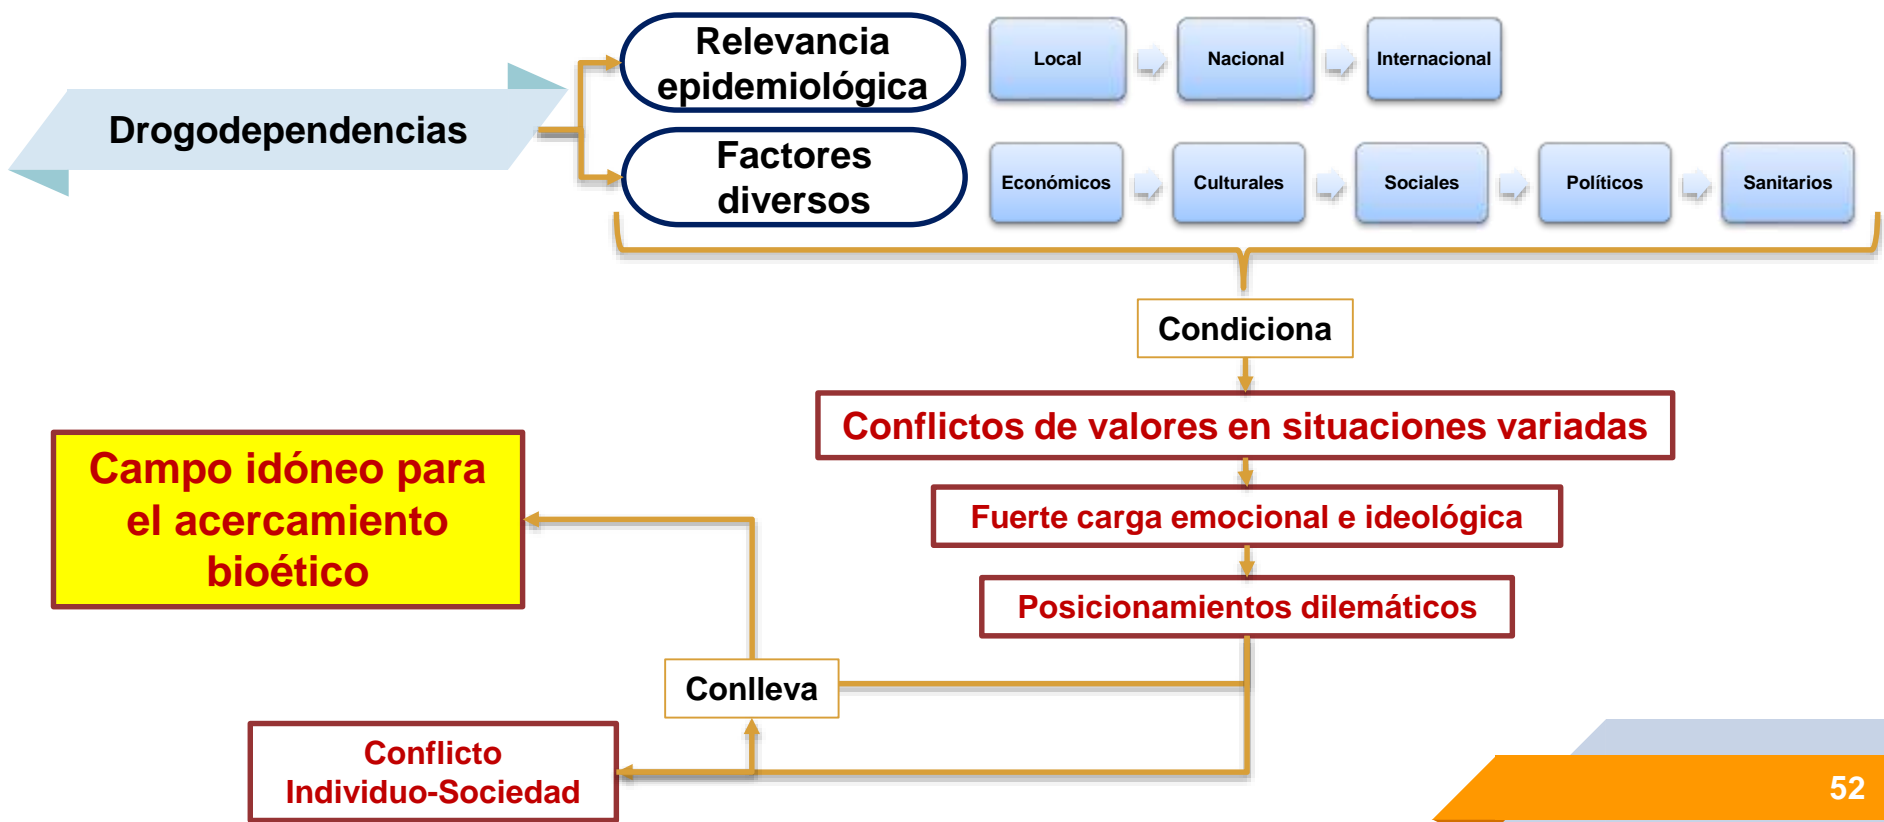 Drogodependencias
Relevancia
epidemiológica
Local
Nacional
Internacional
Factores
diversos
Económicos
Culturales
Sociales
Políticos
Sanitarios
Condiciona
Conflictos de valores en situaciones variadas
Fuerte carga emocional e ideológica
Posicionamientos dilemáticos
Conlleva
Conflicto
Individuo-Sociedad
Campo idóneo para
el acercamiento
bioético
52